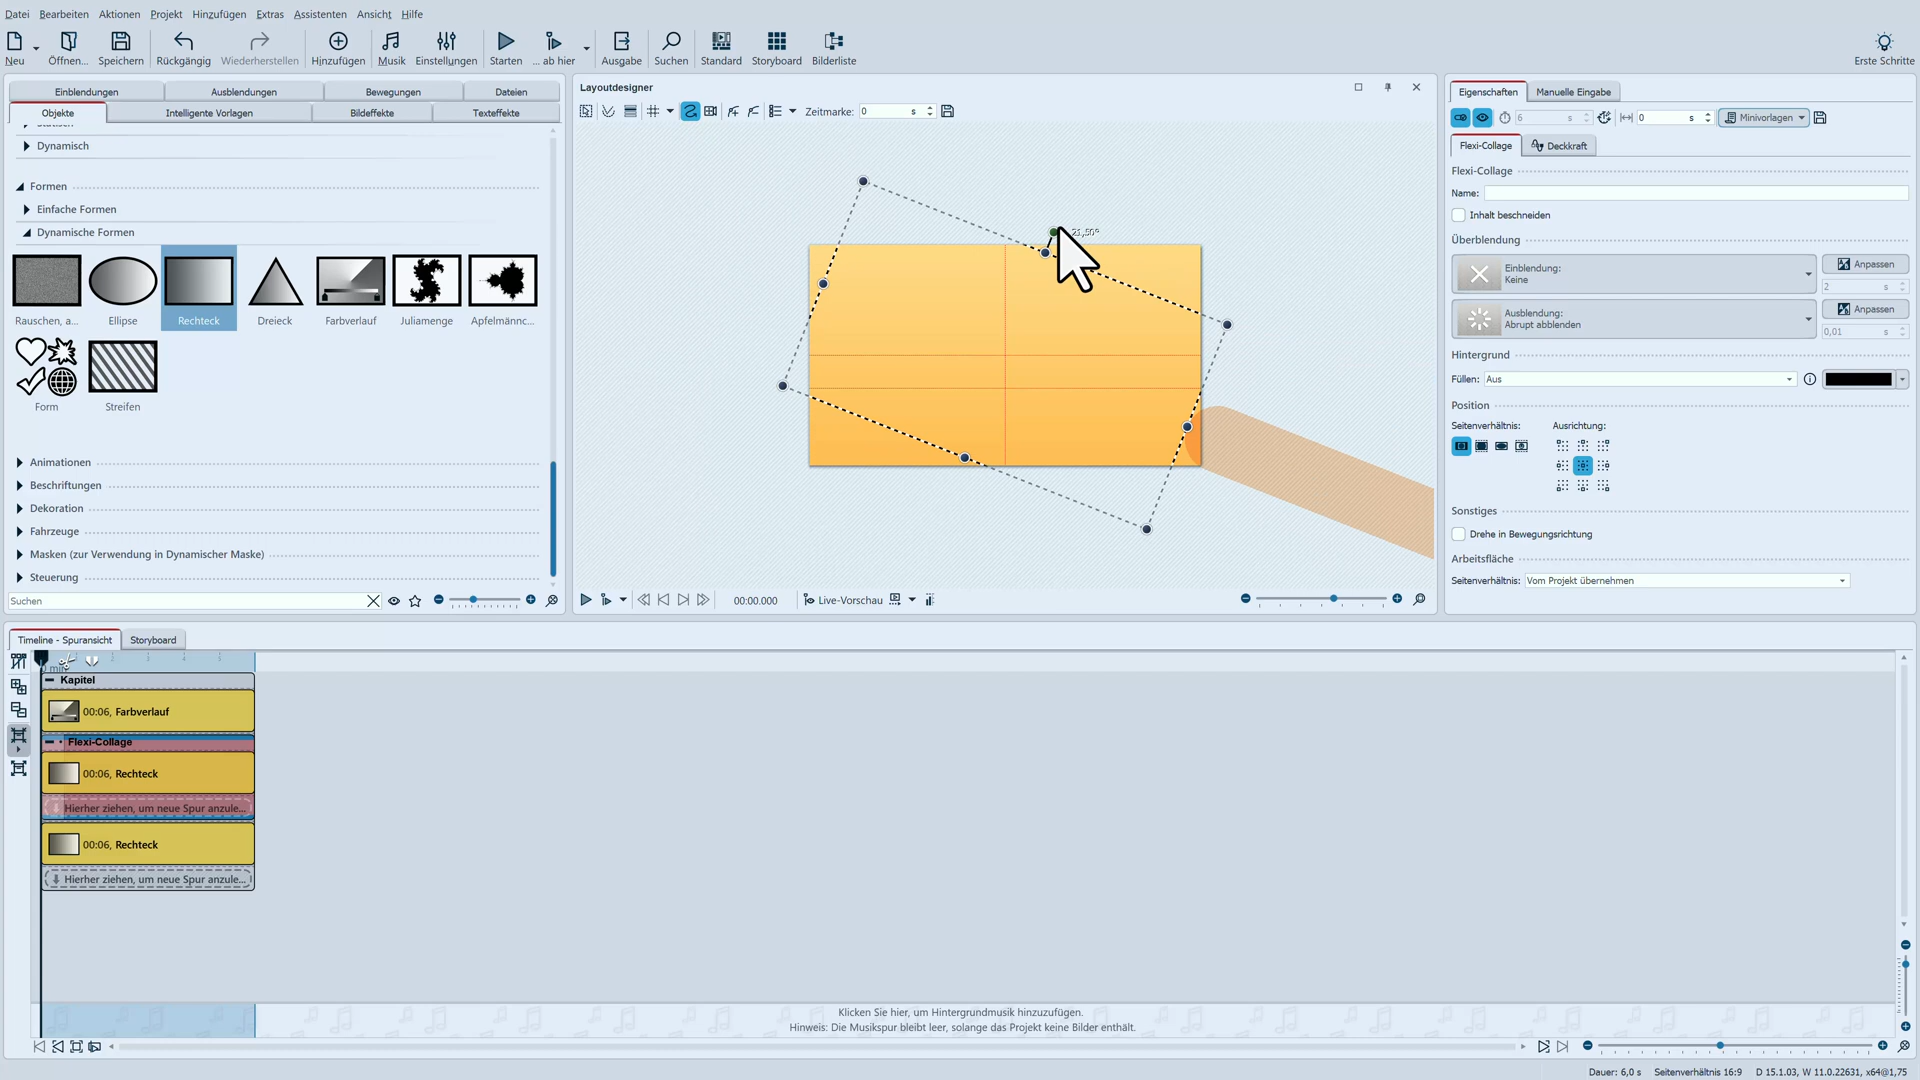 Datei Bearbeiten Aktionen Projekt Hinzufügen Extras Assistenten Ansicht Hilfe
Neu Öffnen... Speichern Rückgängig Wiederherstellen Hinzufügen Musik Einstellungen Starten ... ab hier Ausgabe Suchen Standard Storyboard Bilderliste Erste Schritte
Einblendungen Ausblendungen Bewegungen Dateien
Objekte Intelligente Vorlagen Bildeffekte Texteffekte
Dynamisch
Formen
Einfache Formen
Dynamische Formen
Rauschen, a... Ellipse Rechteck Dreieck Farbverlauf Juliamenge Apfelmännc...
Form Streifen
Animationen
Beschriftungen
Dekoration
Fahrzeuge
Masken (zur Verwendung in Dynamischer Maske)
Steuerung
Suchen
Layoutdesigner
Zeitmarke: 0 s
21,50°
00:00.000 Live-Vorschau
Eigenschaften Manuelle Eingabe
6 s 0 s Minivorlagen
Flexi-Collage Deckkraft
Flexi-Collage
Name:
Inhalt beschneiden
Überblendung
Einblendung:
Keine
Anpassen
2 s
Ausblendung:
Abrupt abblenden
Anpassen
0,01 s
Hintergrund
Füllen: Aus
Position
Seitenverhältnis: Ausrichtung:
Sonstiges
Drehe in Bewegungsrichtung
Arbeitsfläche
Seitenverhältnis: Vom Projekt übernehmen
Timeline - Spuransicht Storyboard
Kapitel
00:06, Farbverlauf
Flexi-Collage
00:06, Rechteck
Hierher ziehen, um neue Spur anzule...
00:06, Rechteck
Hierher ziehen, um neue Spur anzule...
Klicken Sie hier, um Hintergrundmusik hinzuzufügen.
Hinweis: Die Musikspur bleibt leer, solange das Projekt keine Bilder enthält.
Dauer: 6,0 s Seitenverhältnis 16:9 D 15.1.03, W 11.0.22631, x64@1,75